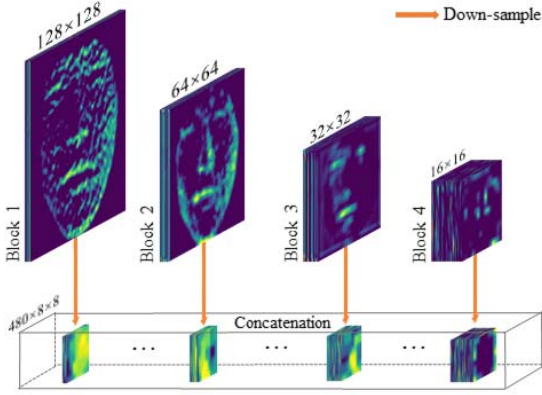 Down-sample
128×128
64×64
32×32
16×16
Block 1
Block 2
Block 3
Block 4
480×8×8
Concatenation
... ... ...